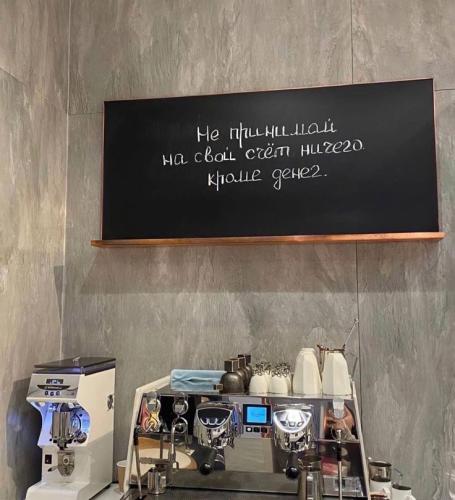 Не принимай
на свой счёт ничего
кроме денег.